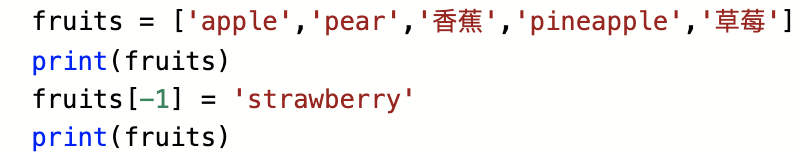 fruits = ['apple','pear','香蕉','pineapple','草莓']
print(fruits)
fruits[-1] = 'strawberry'
print(fruits)